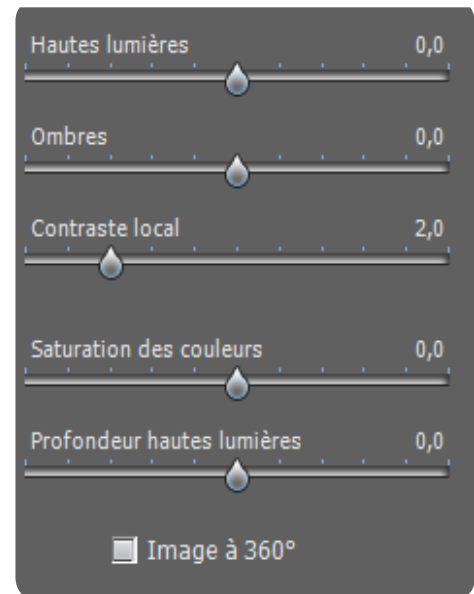 Hautes lumières 0,0
Ombres 0,0
Contraste local 2,0
Saturation des couleurs 0,0
Profondeur hautes lumières 0,0
Image à 360°